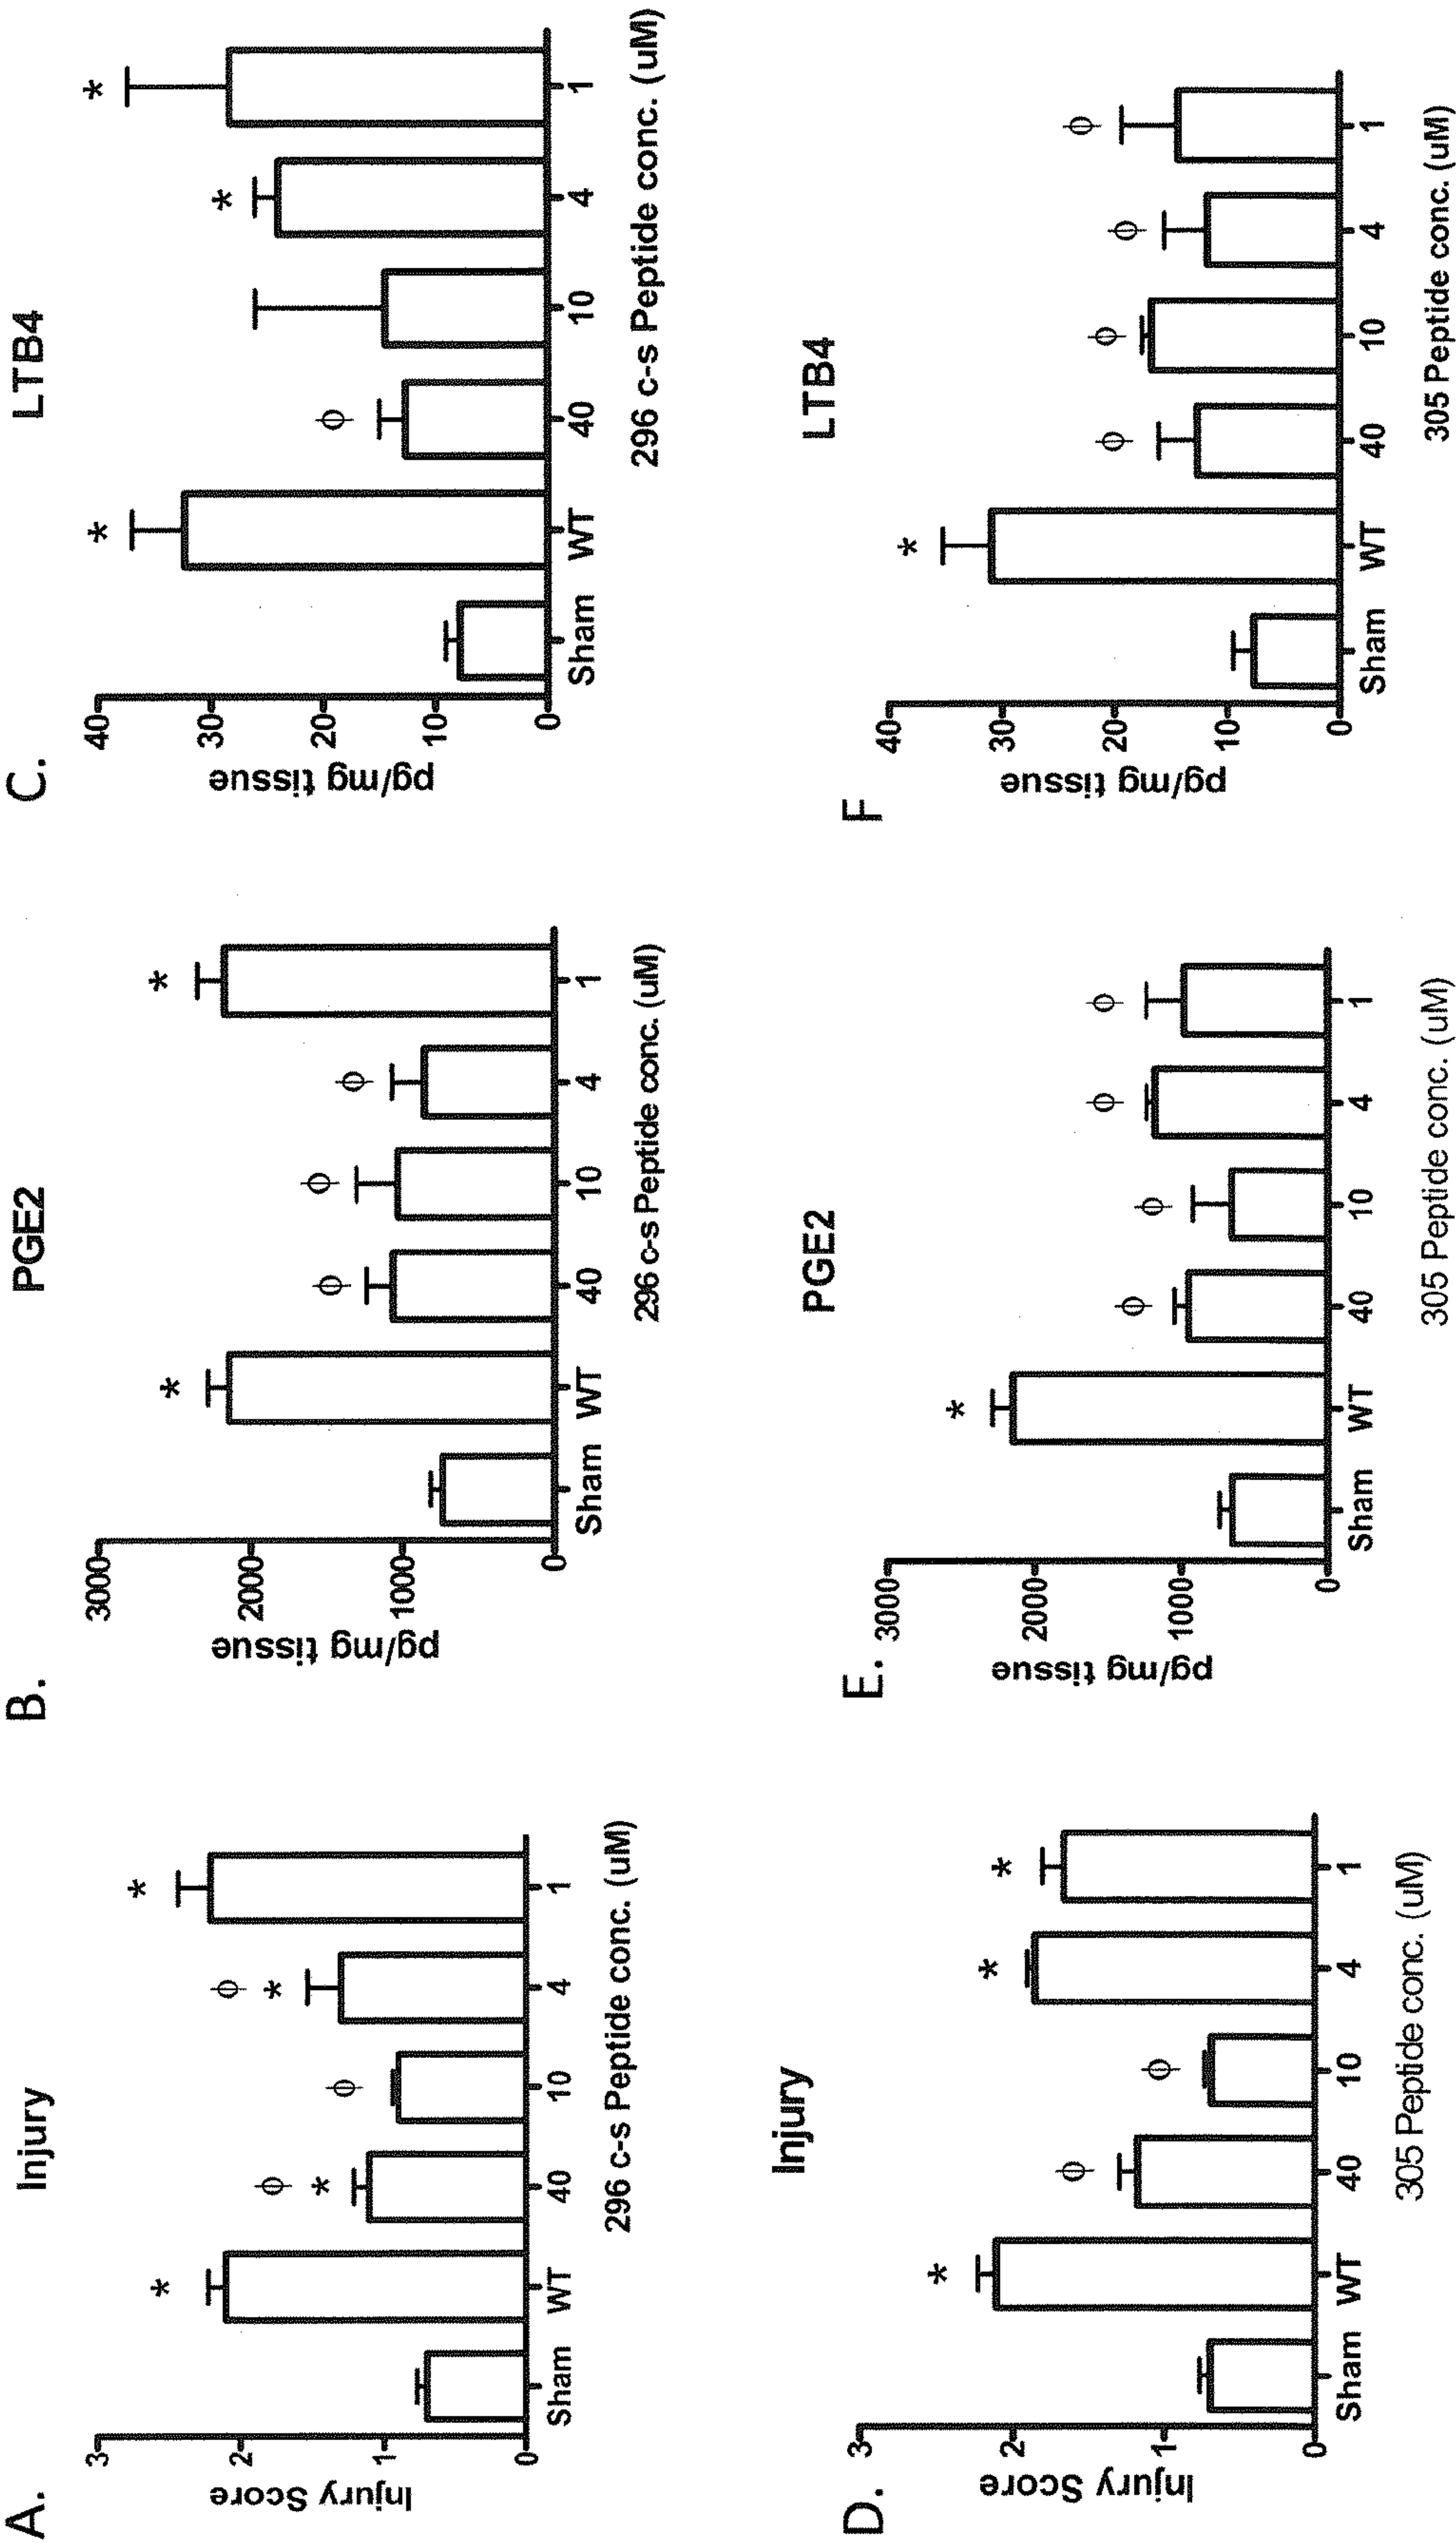 A.
Injury
Injury Score
3
2
1
0
* * ϕ ϕ * ϕ *
Sham WT 40 10 4 1
296 c-s Peptide conc. (uM)
B.
PGE2
pg/mg tissue
3000
2000
1000
0
* ϕ ϕ ϕ *
Sham WT 40 10 4 1
296 c-s Peptide conc. (uM)
C.
LTB4
pg/mg tissue
40
30
20
10
0
* ϕ * *
Sham WT 40 10 4 1
296 c-s Peptide conc. (uM)
D.
Injury
Injury Score
3
2
1
0
* ϕ ϕ * *
Sham WT 40 10 4 1
305 Peptide conc. (uM)
E.
PGE2
pg/mg tissue
3000
2000
1000
0
* ϕ ϕ ϕ ϕ
Sham WT 40 10 4 1
305 Peptide conc. (uM)
F
LTB4
pg/mg tissue
40
30
20
10
0
* ϕ ϕ ϕ ϕ
Sham WT 40 10 4 1
305 Peptide conc. (uM)